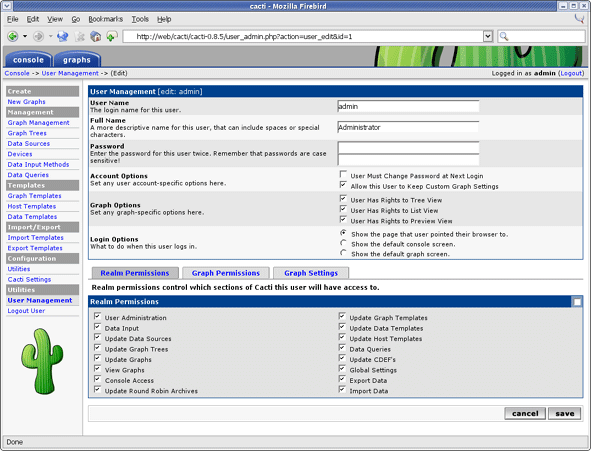 cacti - Mozilla Firebird
File Edit View Go Bookmarks Tools Help
http://web/cacti/cacti-0.8.5/user_admin.php?action=user_edit&id=1
console graphs
Console -> User Management -> (Edit) Logged in as admin (Logout)
Create
New Graphs
Management
Graph Management
Graph Trees
Data Sources
Devices
Data Input Methods
Data Queries
Templates
Graph Templates
Host Templates
Data Templates
Import/Export
Import Templates
Export Templates
Configuration
Utilities
Cacti Settings
Utilities
User Management
Logout User
User Management [edit: admin]
User Name
The login name for this user.
admin
Full Name
A more descriptive name for this user, that can include spaces or special
characters.
Administrator
Password
Enter the password for this user twice. Remember that passwords are case
sensitive!
Account Options
Set any user account-specific options here.
User Must Change Password at Next Login
Allow this User to Keep Custom Graph Settings
Graph Options
Set any graph-specific options here.
User Has Rights to Tree View
User Has Rights to List View
User Has Rights to Preview View
Login Options
What to do when this user logs in.
Show the page that user pointed their browser to.
Show the default console screen.
Show the default graph screen.
Realm Permissions Graph Permissions Graph Settings
Realm permissions control which sections of Cacti this user will have access to.
Realm Permissions
User Administration
Data Input
Update Data Sources
Update Graph Trees
Update Graphs
View Graphs
Console Access
Update Round Robin Archives
Update Graph Templates
Update Data Templates
Update Host Templates
Data Queries
Update CDEF's
Global Settings
Export Data
Import Data
cancel save
Done